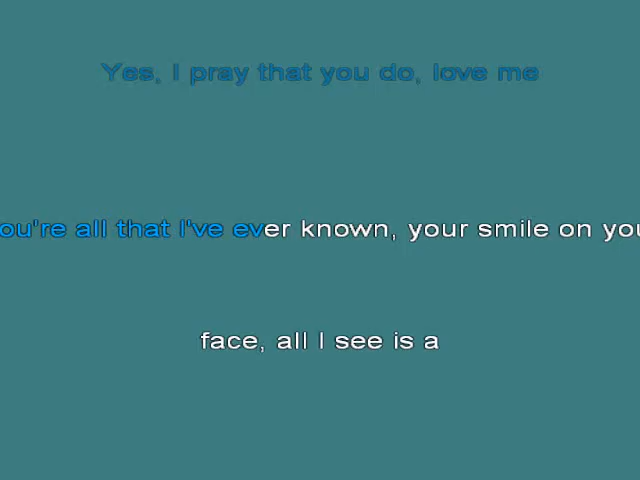 Yes, I pray that you do, love me
ou're all that I've ever known, your smile on you
face, all I see is a